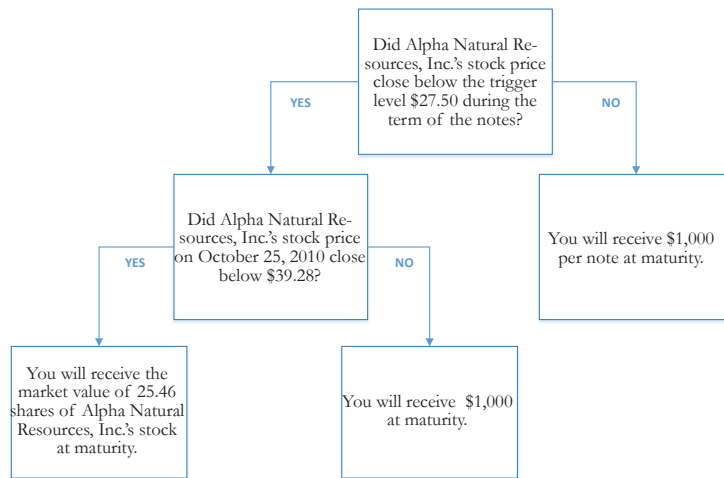 Did Alpha Natural Re-
sources, Inc.'s stock price
close below the trigger
level $27.50 during the
term of the notes?
YES
NO
Did Alpha Natural Re-
sources, Inc.'s stock price
on October 25, 2010 close
below $39.28?
You will receive $1,000
per note at maturity.
YES
NO
You will receive the
market value of 25.46
shares of Alpha Natural
Resources, Inc.'s stock
at maturity.
You will receive $1,000
at maturity.